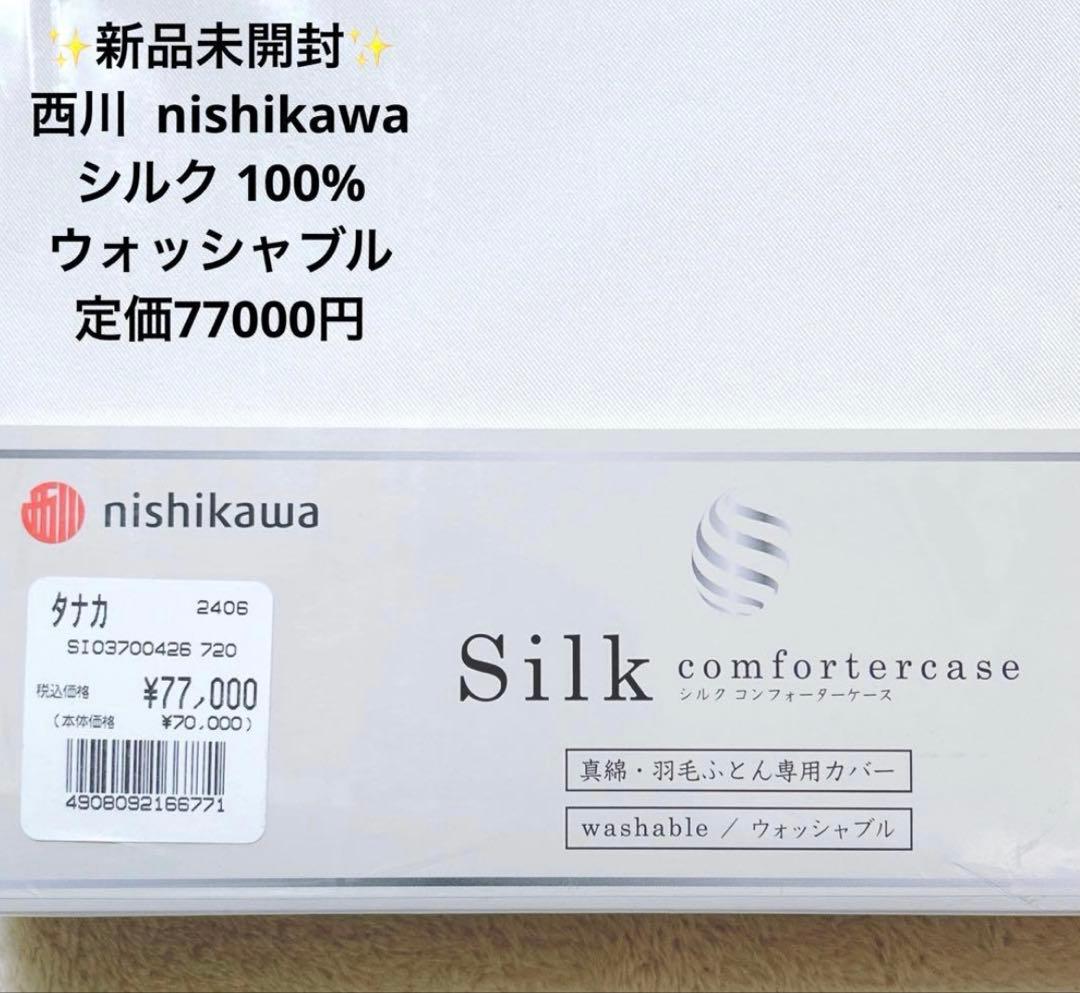 ✨新品未開封✨
西川 nishikawa
シルク 100%
ウォッシャブル
定価77000円
西川 nishikawa
タナカ 2406
SI03700426 720
税込価格 ¥77,000
(本体価格 ¥70,000)
4908092166771
Silk comfortercase
シルク コンフォーターケース
真綿・羽毛ふとん専用カバー
washable / ウォッシャブル